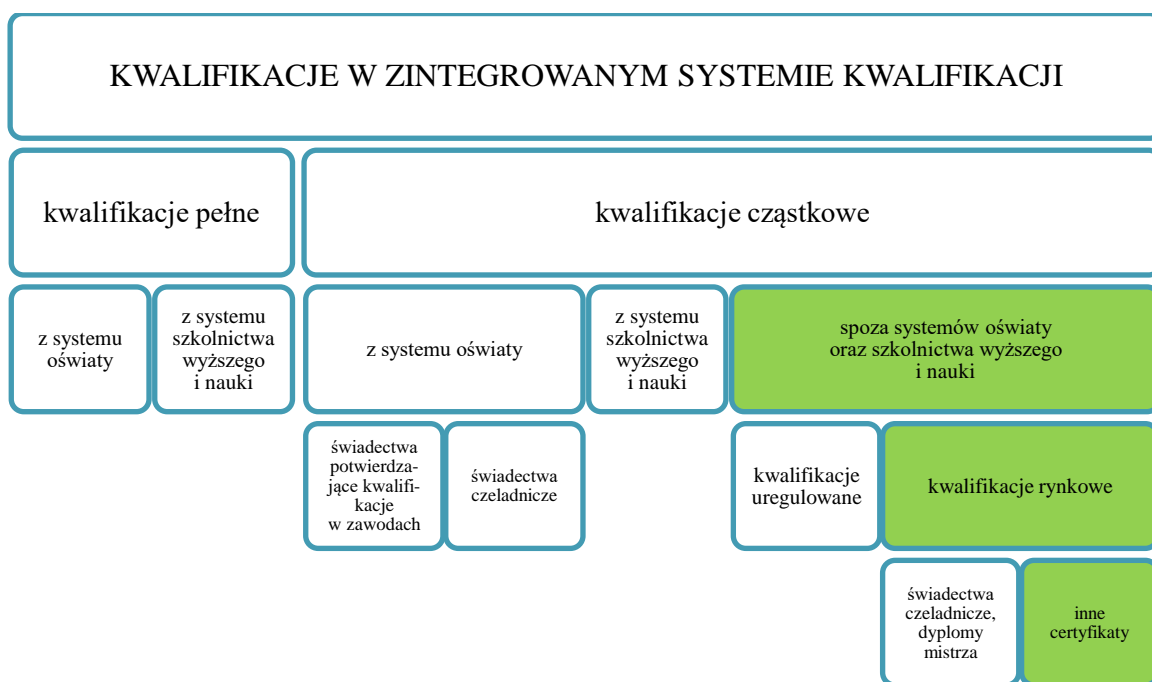 KWALIFIKACJE W ZINTEGROWANYM SYSTEMIE KWALIFIKACJI
kwalifikacje pełne
kwalifikacje cząstkowe
z systemu
oświaty
z systemu
szkolnictwa
wyższego
i nauki
z systemu oświaty
z systemu
szkolnictwa
wyższego
i nauki
spoza systemów oświaty
oraz szkolnictwa wyższego
i nauki
świadectwa
potwierdza-
jące kwalifi-
kacje
w zawodach
świadectwa
czeladnicze
kwalifikacje
uregulowane
kwalifikacje rynkowe
świadectwa
czeladnicze,
dyplomy
mistrza
inne
certyfikaty